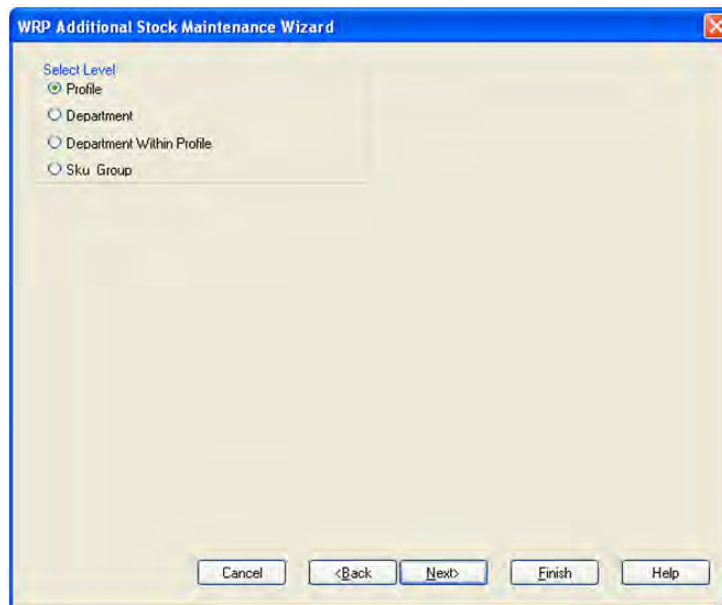 WRP Additional Stock Maintenance Wizard
Select Level
Profile
Department
Department Within Profile
Sku Group
Cancel <Back Next> Finish Help